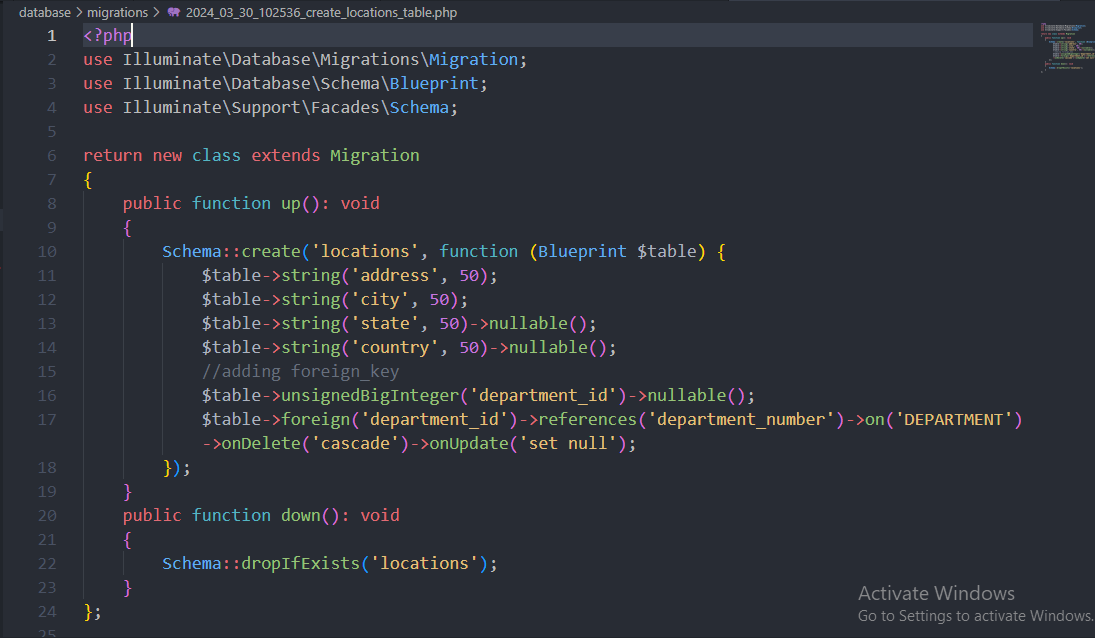 database > migrations > 2024_03_30_102536_create_locations_table.php
1 <?php
2 use Illuminate\Database\Migrations\Migration;
3 use Illuminate\Database\Schema\Blueprint;
4 use Illuminate\Support\Facades\Schema;
5
6 return new class extends Migration
7 {
8     public function up(): void
9     {
10         Schema::create('locations', function (Blueprint $table) {
11             $table->string('address', 50);
12             $table->string('city', 50);
13             $table->string('state', 50)->nullable();
14             $table->string('country', 50)->nullable();
15             //adding foreign_key
16             $table->unsignedBigInteger('department_id')->nullable();
17             $table->foreign('department_id')->references('department_number')->on('DEPARTMENT')
            ->onDelete('cascade')->onUpdate('set null');
18         });
19     }
20     public function down(): void
21     {
22         Schema::dropIfExists('locations');
23     }
24 };
25
Activate Windows
Go to Settings to activate Windows.